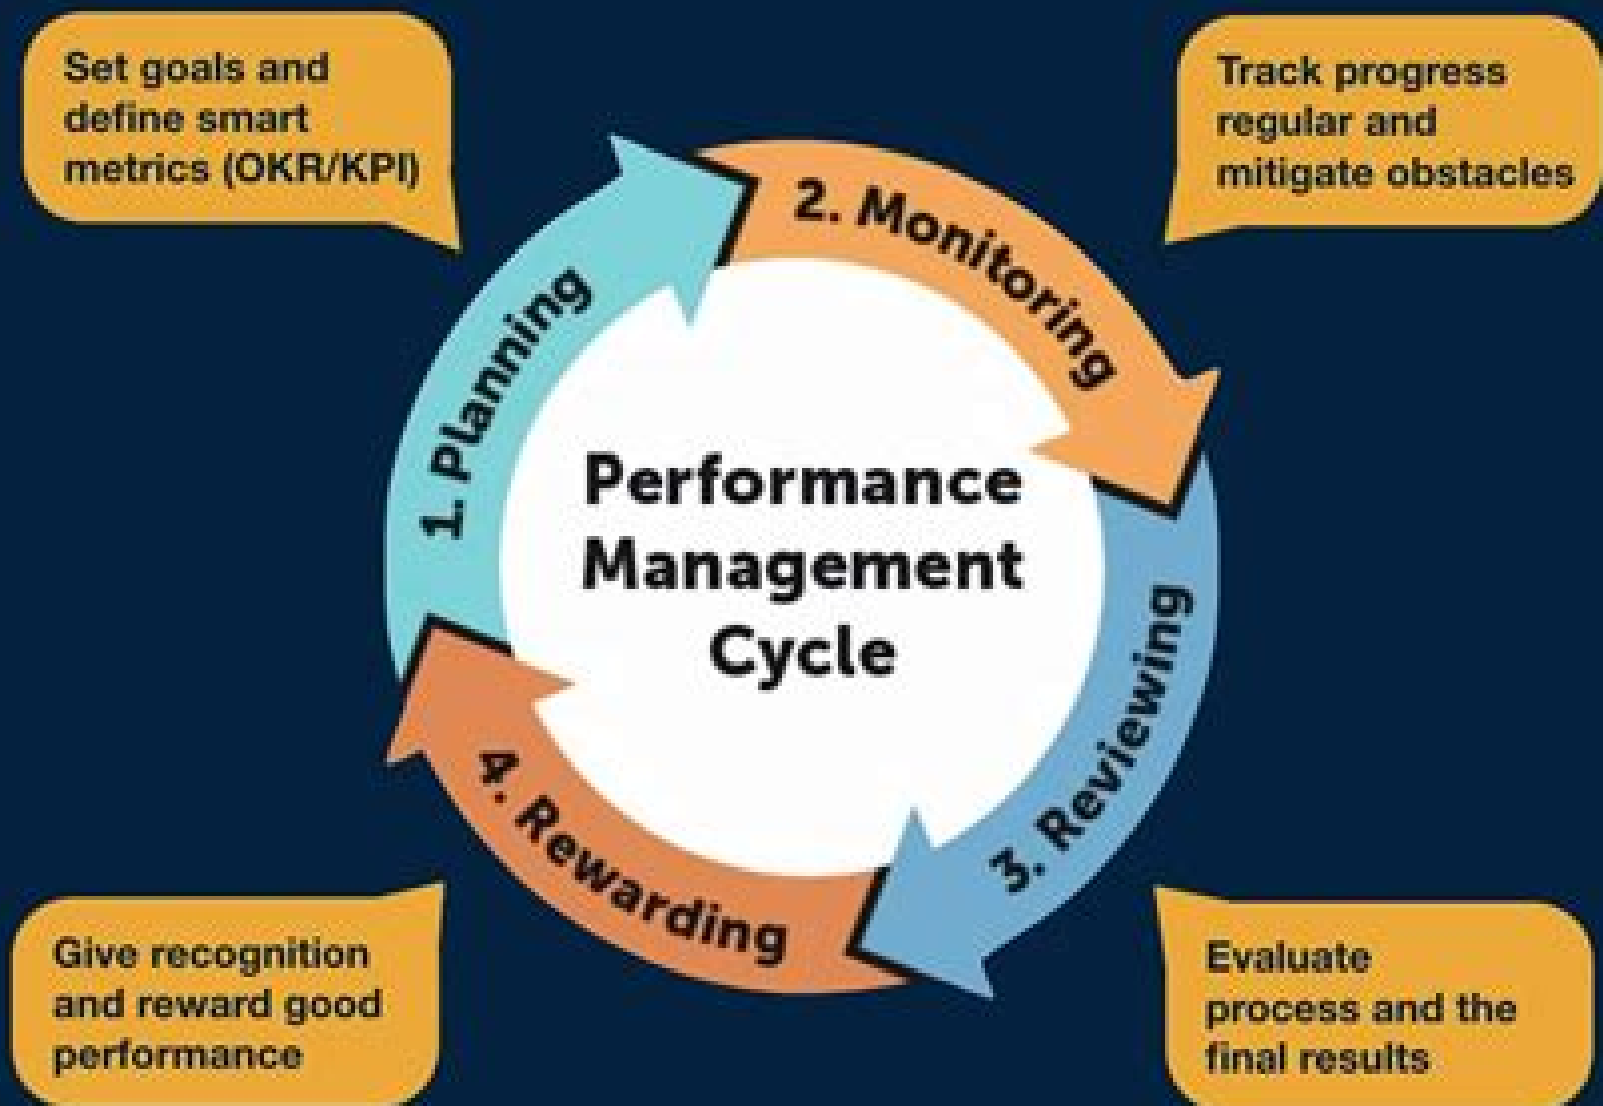 Set goals and
define smart
metrics (OKR/KPI)
Track progress
regular and
mitigate obstacles
1. Planning
2. Monitoring
Performance
Management
Cycle
3. Reviewing
4. Rewarding
Give recognition
and reward good
performance
Evaluate
process and the
final results